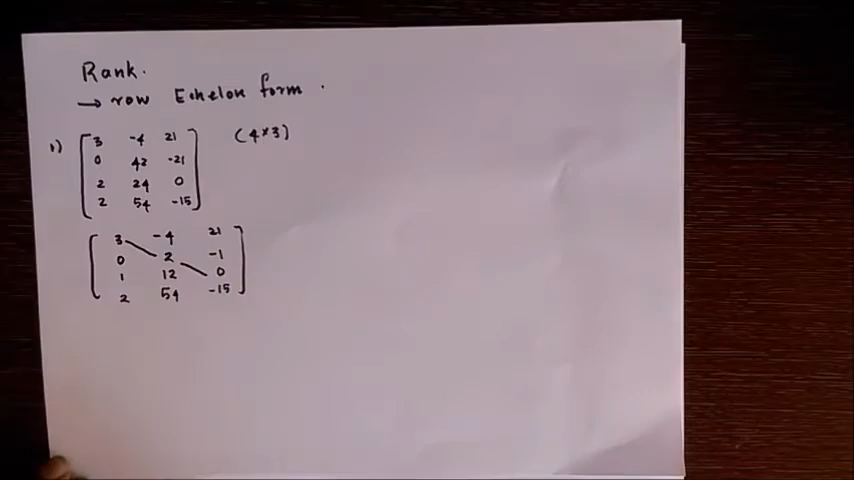 Rank.
→ row Echelon form .
1) [ 3 -4 21 ] (4×3)
0 42 -21
2 24 0
2 54 -15
[ 3 -4 21 ]
0 2 -1
1 12 0
2 54 -15